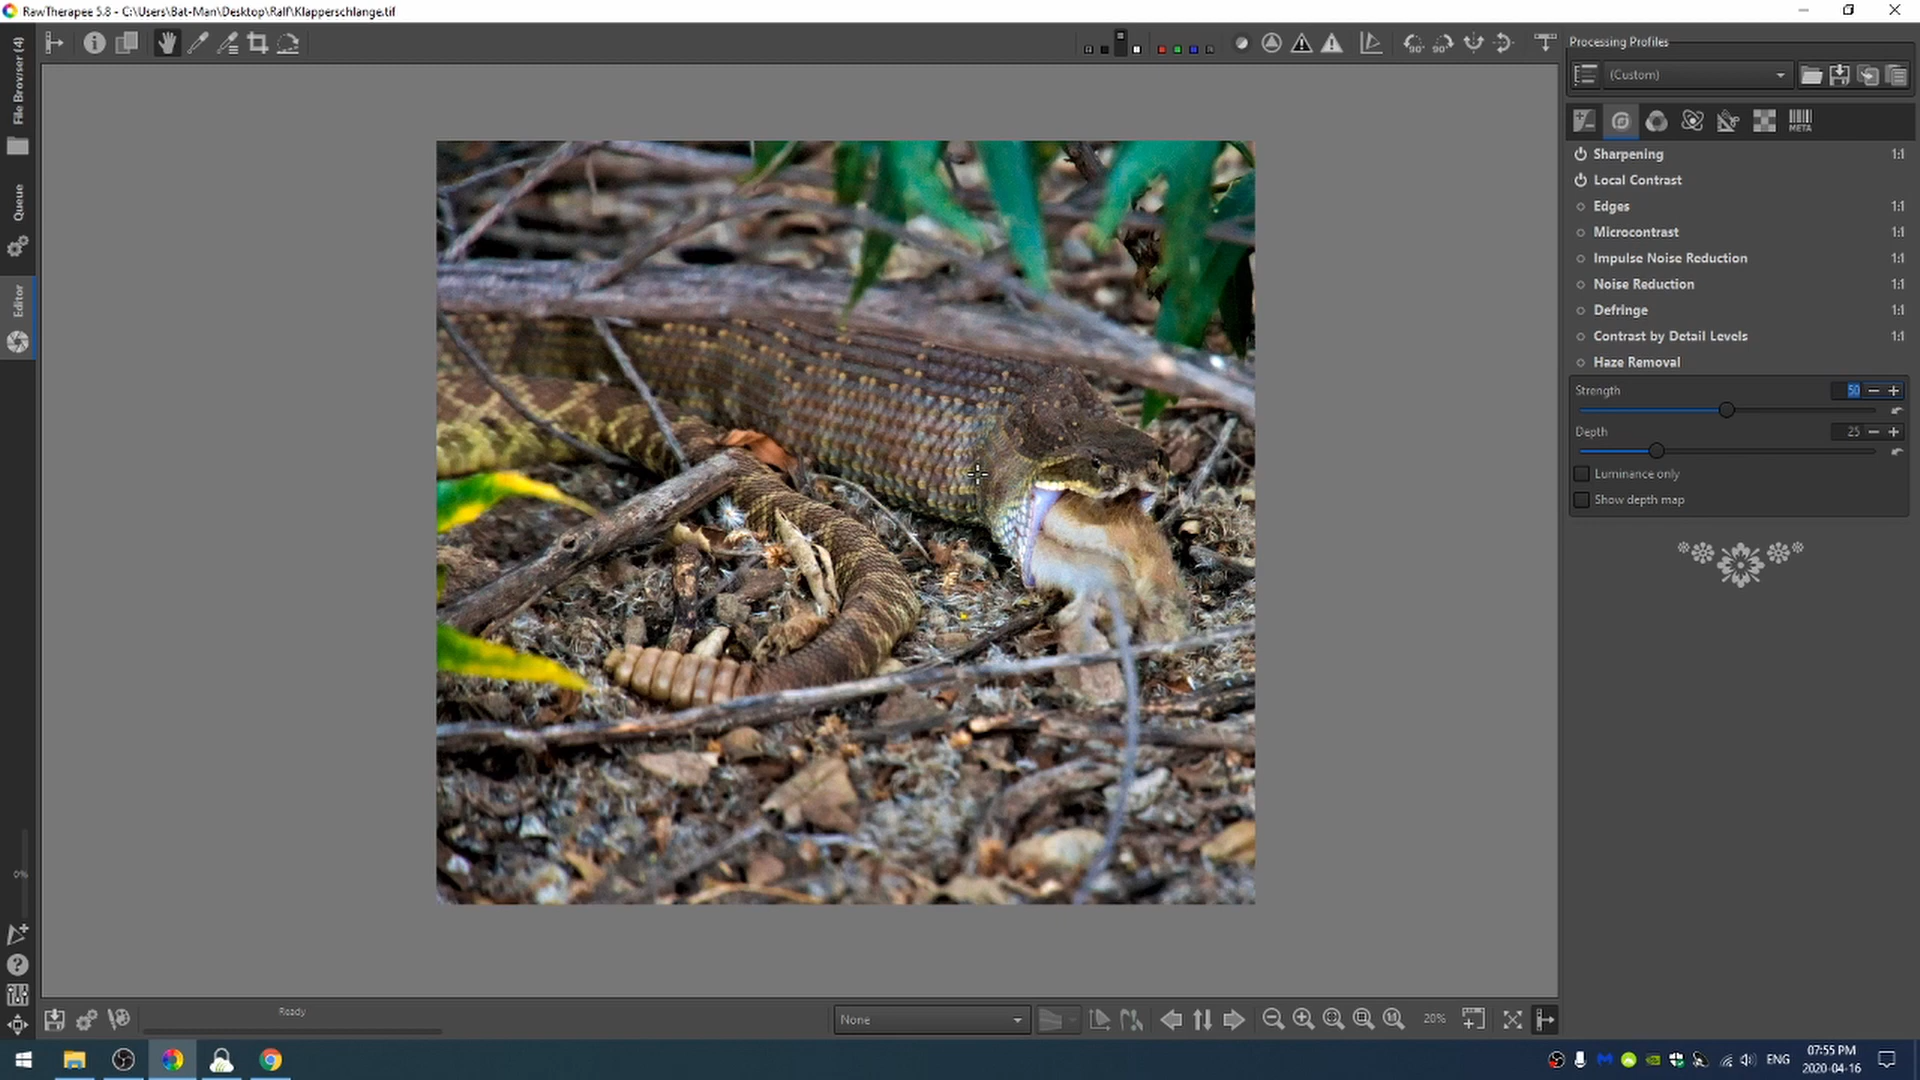 RawTherapee 5.8 - C:\Users\Bat-Man\Desktop\Ralf\Klapperschlange.tif
File Browser (4)
Queue
Editor
0%
Processing Profiles
(Custom)
META
Sharpening 1:1
Local Contrast
Edges 1:1
Microcontrast 1:1
Impulse Noise Reduction 1:1
Noise Reduction 1:1
Defringe 1:1
Contrast by Detail Levels 1:1
Haze Removal
Strength 50
Depth 25
Luminance only
Show depth map
Ready
None
20%
ENG
07:55 PM
2020-04-16